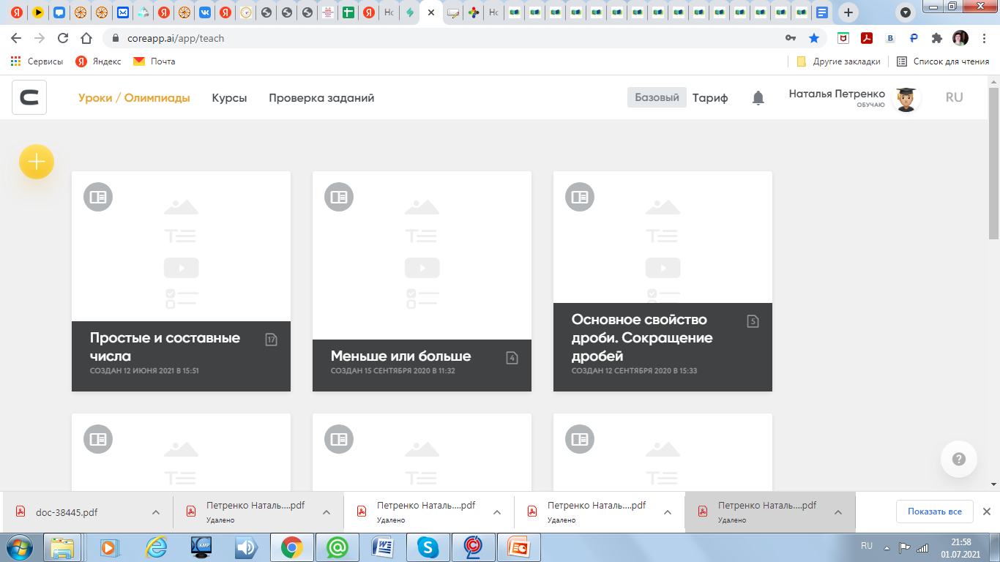 Но
Но
coreapp.ai/app/teach
Сервисы
Яндекс
Почта
Другие закладки
Список для чтения
Уроки / Олимпиады
Курсы
Проверка заданий
Базовый
Тариф
Наталья Петренко
ОБУЧАЮ
RU
Простые и составные
числа
17
СОЗДАН 12 ИЮНЯ 2021 В 15:51
Меньше или больше
4
СОЗДАН 15 СЕНТЯБРЯ 2020 В 11:32
Основное свойство
дроби. Сокращение
дробей
5
СОЗДАН 12 СЕНТЯБРЯ 2020 В 15:33
doc-38445.pdf
Петренко Наталь....pdf
Удалено
Петренко Наталь....pdf
Удалено
Петренко Наталь....pdf
Удалено
Петренко Наталь....pdf
Удалено
Показать все
RU
21:58
01.07.2021